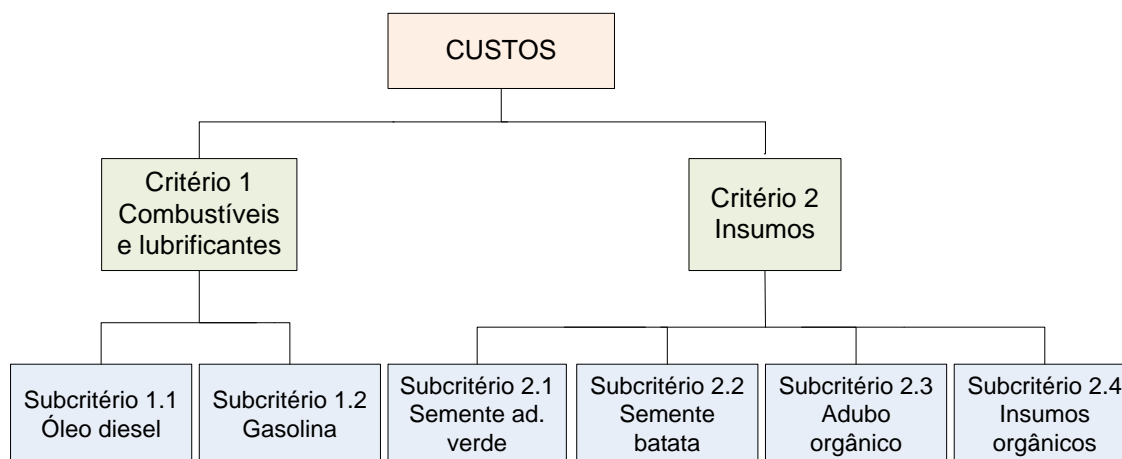 CUSTOS
Critério 1
Combustíveis
e lubrificantes
Critério 2
Insumos
Subcritério 1.1
Óleo diesel
Subcritério 1.2
Gasolina
Subcritério 2.1
Semente ad.
verde
Subcritério 2.2
Semente
batata
Subcritério 2.3
Adubo
orgânico
Subcritério 2.4
Insumos
orgânicos